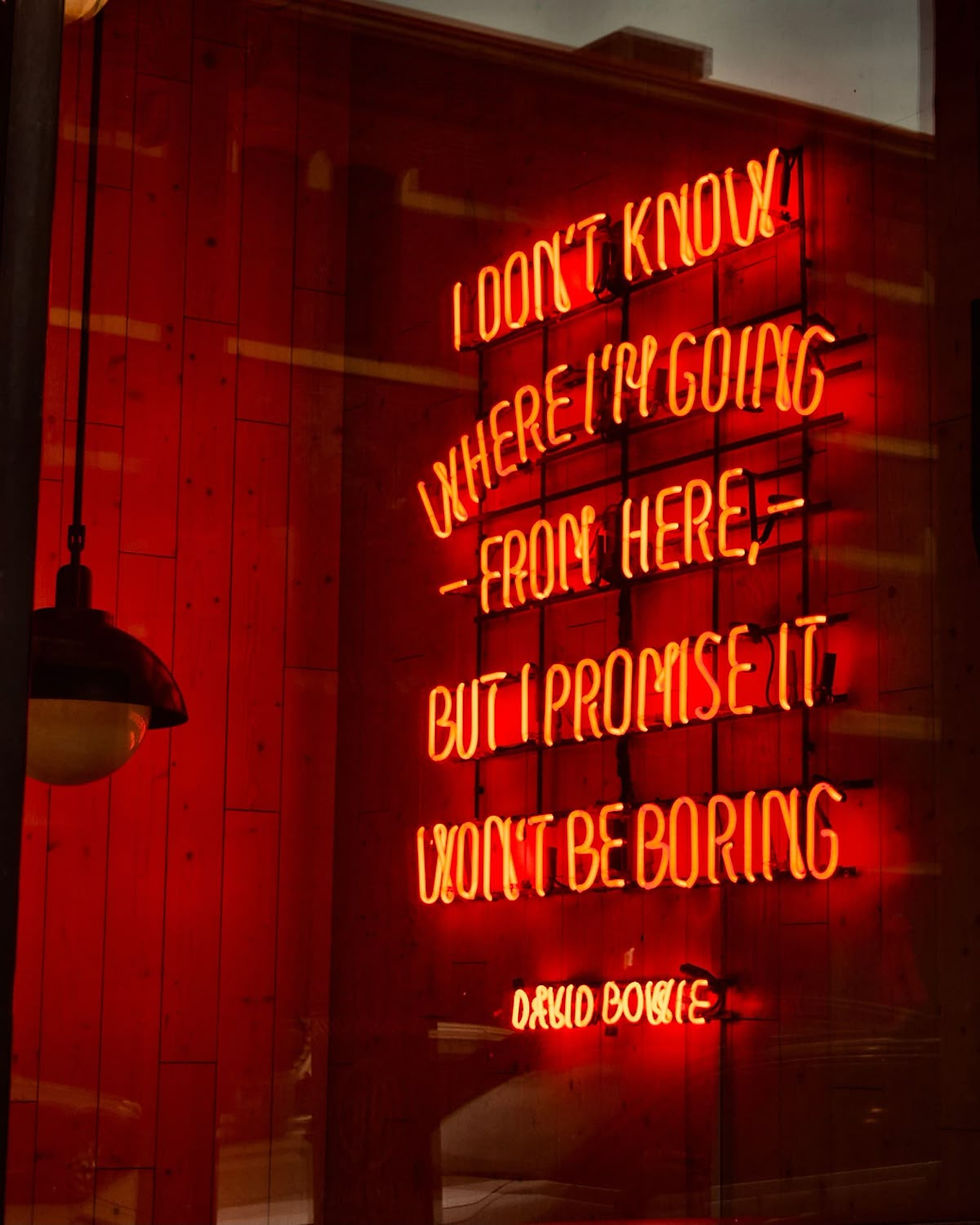 I DON'T KNOW
WHERE I'M GOING
- FROM HERE, -
BUT I PROMISE IT
WON'T BE BORING
DAVID BOWIE